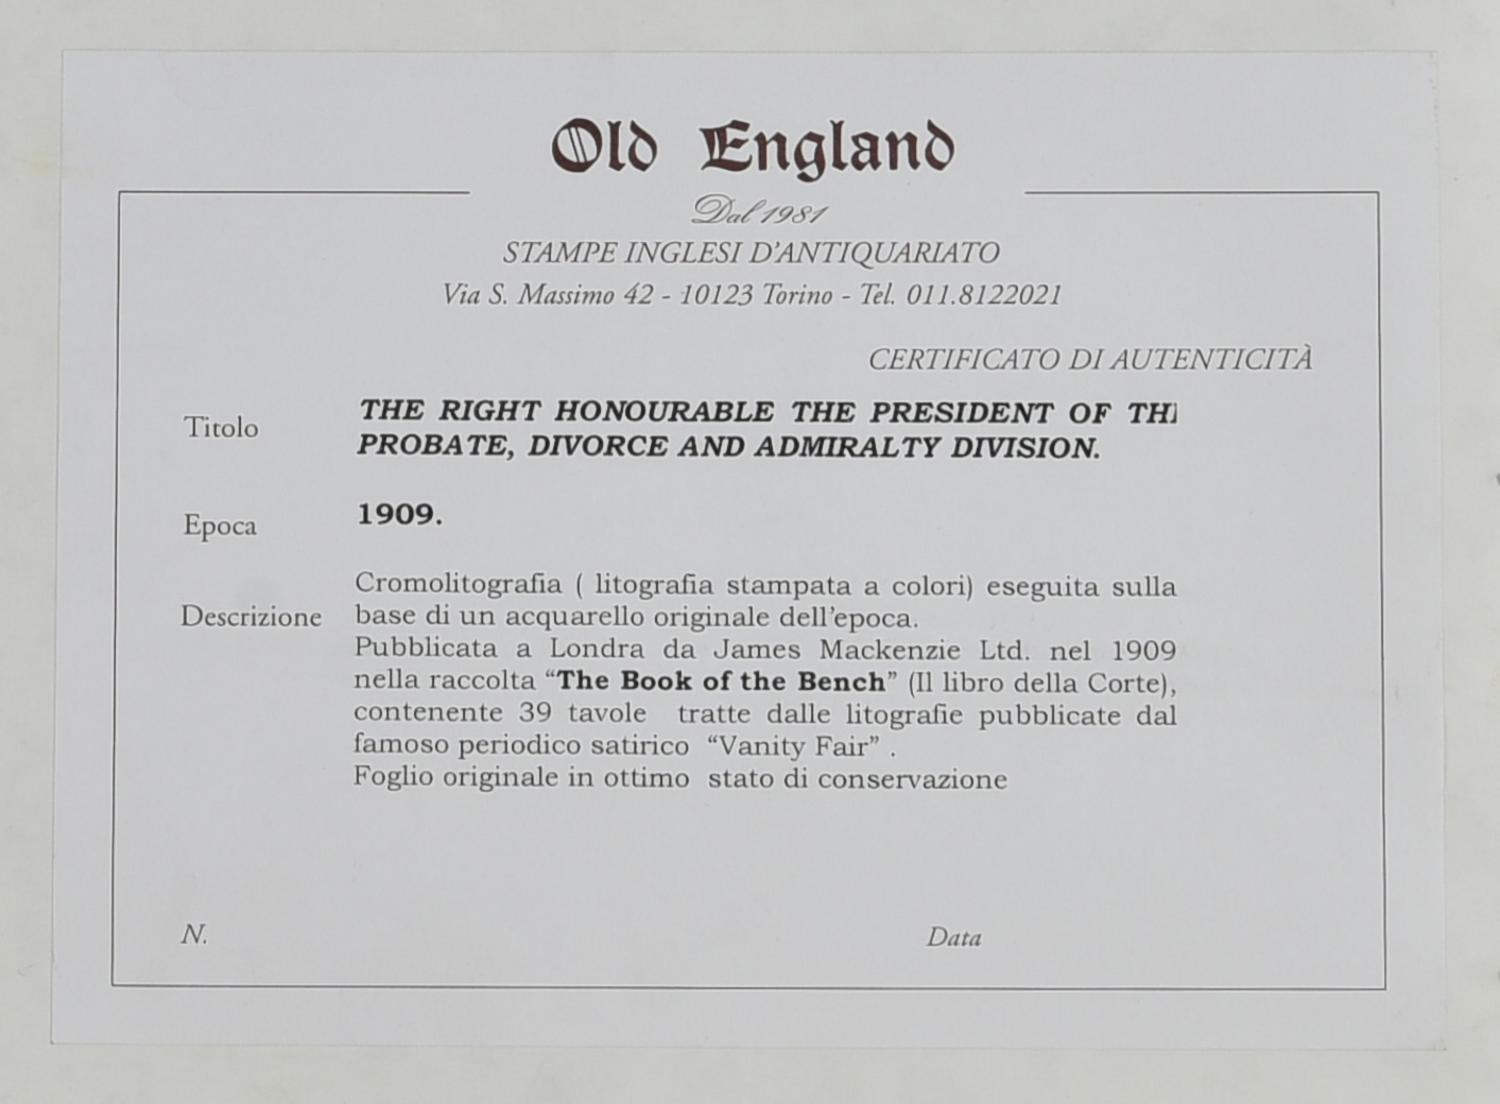 Old England
Dal 1981
STAMPE INGLESI D'ANTIQUARIATO
Via S. Massimo 42 - 10123 Torino - Tel. 011.8122021
CERTIFICATO DI AUTENTICITÀ
Titolo
THE RIGHT HONOURABLE THE PRESIDENT OF TH
PROBATE, DIVORCE AND ADMIRALTY DIVISION.
Epoca
1909.
Descrizione
Cromolitografia ( litografia stampata a colori) eseguita sulla
base di un acquarello originale dell'epoca.
Pubblicata a Londra da James Mackenzie Ltd. nel 1909
nella raccolta “The Book of the Bench” (Il libro della Corte),
contenente 39 tavole tratte dalle litografie pubblicate dal
famoso periodico satirico “Vanity Fair” .
Foglio originale in ottimo stato di conservazione
N.
Data